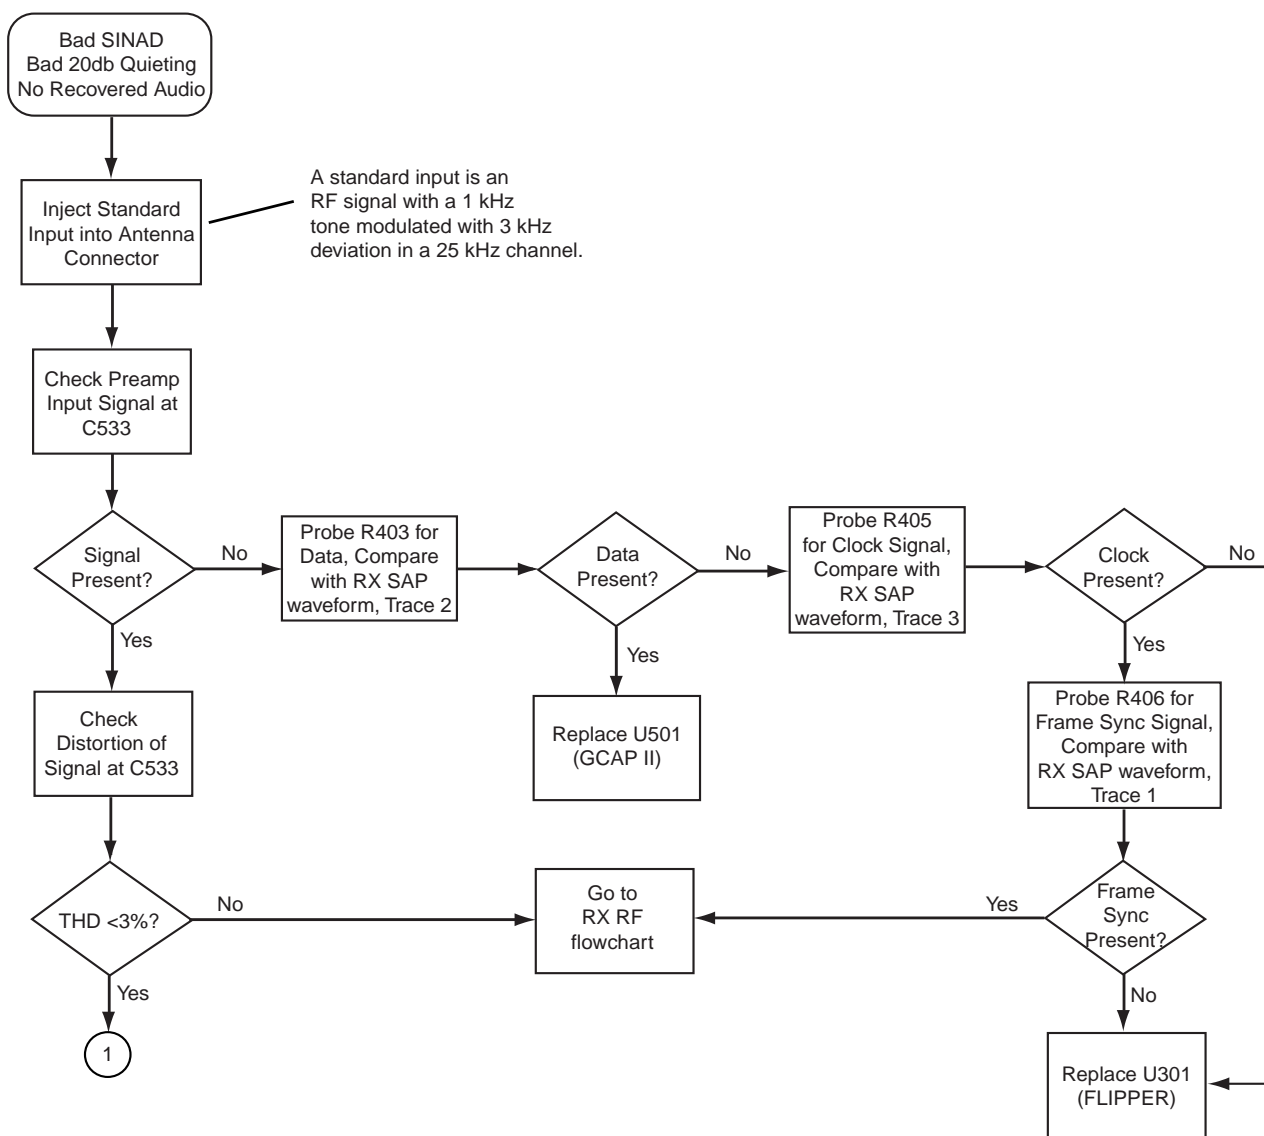 Bad SINAD
Bad 20db Quieting
No Recovered Audio
Inject Standard
Input into Antenna
Connector
A standard input is an
RF signal with a 1 kHz
tone modulated with 3 kHz
deviation in a 25 kHz channel.
Check Preamp
Input Signal at
C533
Signal
Present?
No
Probe R403 for
Data, Compare
with RX SAP
waveform, Trace 2
Data
Present?
No
Probe R405
for Clock Signal,
Compare with
RX SAP
waveform, Trace 3
Clock
Present?
No
Yes
Yes
Yes
Check
Distortion of
Signal at C533
Replace U501
(GCAP II)
Probe R406 for
Frame Sync Signal,
Compare with
RX SAP waveform,
Trace 1
THD <3%?
No
Go to
RX RF
flowchart
Yes
Frame
Sync
Present?
Yes
No
1
Replace U301
(FLIPPER)